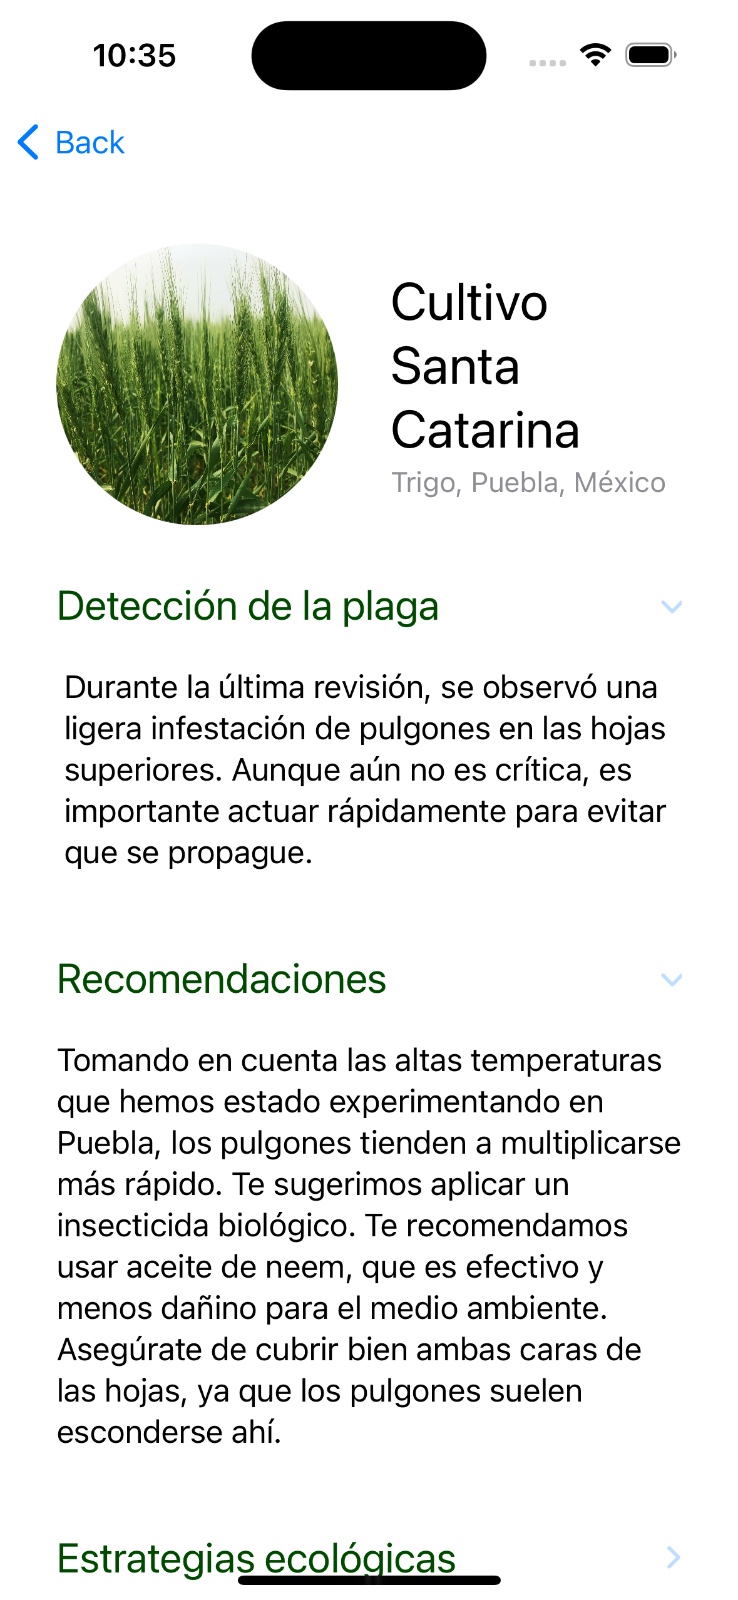 10:35
Back
Cultivo
Santa
Catarina
Trigo, Puebla, México
Detección de la plaga
Durante la última revisión, se observó una
ligera infestación de pulgones en las hojas
superiores. Aunque aún no es crítica, es
importante actuar rápidamente para evitar
que se propague.
Recomendaciones
Tomando en cuenta las altas temperaturas
que hemos estado experimentando en
Puebla, los pulgones tienden a multiplicarse
más rápido. Te sugerimos aplicar un
insecticida biológico. Te recomendamos
usar aceite de neem, que es efectivo y
menos dañino para el medio ambiente.
Asegúrate de cubrir bien ambas caras de
las hojas, ya que los pulgones suelen
esconderse ahí.
Estrategias ecológicas